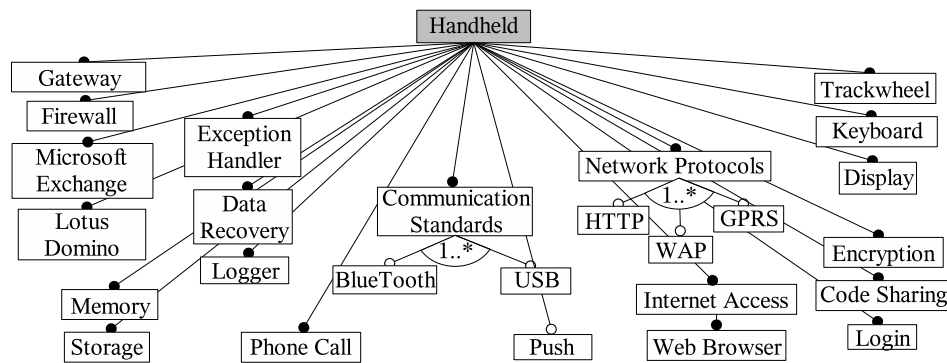 Handheld
Gateway
Trackwheel
Firewall
Exception
Handler
Keyboard
Microsoft
Exchange
Network Protocols
Display
Data
Recovery
Communication
Standards
1..*
HTTP
GPRS
Lotus
Domino
WAP
Encryption
1..*
Logger
BlueTooth
USB
Memory
Internet Access
Code Sharing
Storage
Phone Call
Push
Web Browser
Login